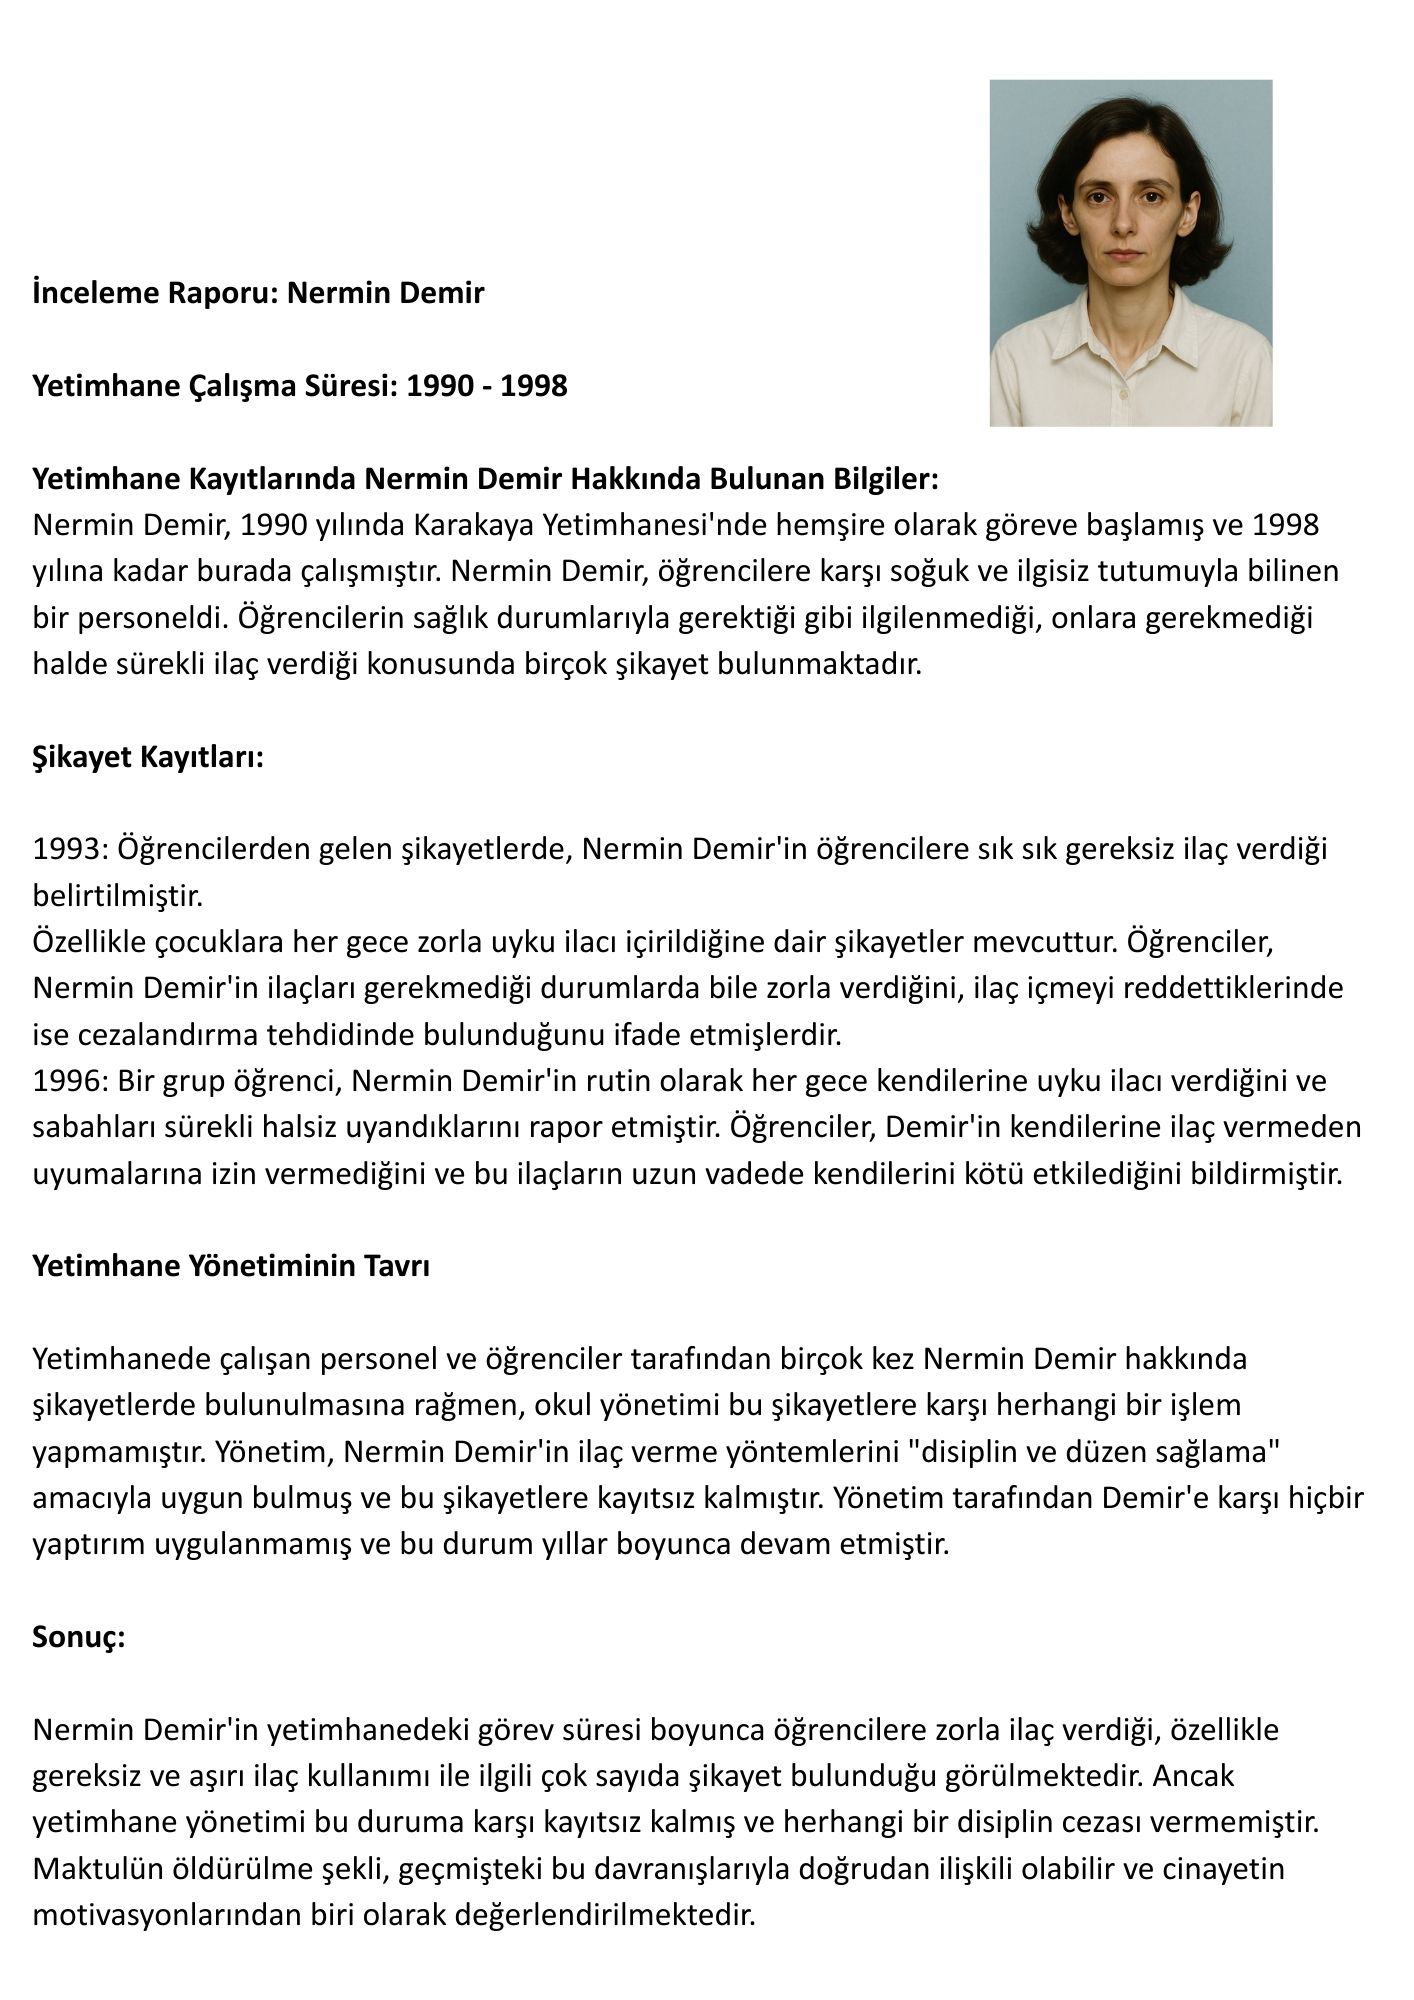 İnceleme Raporu: Nermin Demir
Yetimhane Çalışma Süresi: 1990 - 1998
Yetimhane Kayıtlarında Nermin Demir Hakkında Bulunan Bilgiler:
Nermin Demir, 1990 yılında Karakaya Yetimhanesi'nde hemşire olarak göreve başlamış ve 1998
yılına kadar burada çalışmıştır. Nermin Demir, öğrencilere karşı soğuk ve ilgisiz tutumuyla bilinen
bir personeldi. Öğrencilerin sağlık durumlarıyla gerektiği gibi ilgilenmediği, onlara gerekmediği
halde sürekli ilaç verdiği konusunda birçok şikayet bulunmaktadır.
Şikayet Kayıtları:
1993: Öğrencilerden gelen şikayetlerde, Nermin Demir'in öğrencilere sık sık gereksiz ilaç verdiği
belirtilmiştir.
Özellikle çocuklara her gece zorla uyku ilacı içirildiğine dair şikayetler mevcuttur. Öğrenciler,
Nermin Demir'in ilaçları gerekmediği durumlarda bile zorla verdiğini, ilaç içmeyi reddettiklerinde
ise cezalandırma tehdidinde bulunduğunu ifade etmişlerdir.
1996: Bir grup öğrenci, Nermin Demir'in rutin olarak her gece kendilerine uyku ilacı verdiğini ve
sabahları sürekli halsiz uyandıklarını rapor etmiştir. Öğrenciler, Demir'in kendilerine ilaç vermeden
uyumalarına izin vermediğini ve bu ilaçların uzun vadede kendilerini kötü etkilediğini bildirmiştir.
Yetimhane Yönetiminin Tavrı
Yetimhanede çalışan personel ve öğrenciler tarafından birçok kez Nermin Demir hakkında
şikayetlerde bulunulmasına rağmen, okul yönetimi bu şikayetlere karşı herhangi bir işlem
yapmamıştır. Yönetim, Nermin Demir'in ilaç verme yöntemlerini "disiplin ve düzen sağlama"
amacıyla uygun bulmuş ve bu şikayetlere kayıtsız kalmıştır. Yönetim tarafından Demir'e karşı hiçbir
yaptırım uygulanmamış ve bu durum yıllar boyunca devam etmiştir.
Sonuç:
Nermin Demir'in yetimhanedeki görev süresi boyunca öğrencilere zorla ilaç verdiği, özellikle
gereksiz ve aşırı ilaç kullanımı ile ilgili çok sayıda şikayet bulunduğu görülmektedir. Ancak
yetimhane yönetimi bu duruma karşı kayıtsız kalmış ve herhangi bir disiplin cezası vermemiştir.
Maktulün öldürülme şekli, geçmişteki bu davranışlarıyla doğrudan ilişkili olabilir ve cinayetin
motivasyonlarından biri olarak değerlendirilmektedir.